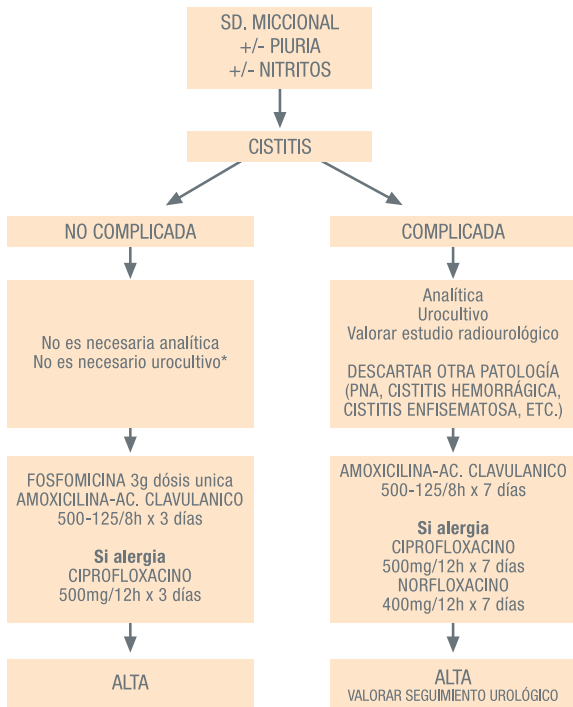 SD. MICCIONAL
+/- PIURIA
+/- NITRITOS
CISTITIS
NO COMPLICADA
No es necesaria analítica
No es necesario urocultivo*
FOSFOMICINA 3g dósis unica
AMOXICILINA-AC. CLAVULANICO
500-125/8h x 3 días
Si alergia
CIPROFLOXACINO
500mg/12h x 3 días
ALTA
COMPLICADA
Analítica
Urocultivo
Valorar estudio radiourológico
DESCARTAR OTRA PATOLOGÍA
(PNA, CISTITIS HEMORRÁGICA,
CISTITIS ENFISEMATOSA, ETC.)
AMOXICILINA-AC. CLAVULÁNICO
500-125/8h x 7 días
Si alergia
CIPROFLOXACINO
500mg/12h x 7 días
NORFLOXACINO
400mg/12h x 7 días
ALTA
VALORAR SEGUIMIENTO UROLÓGICO